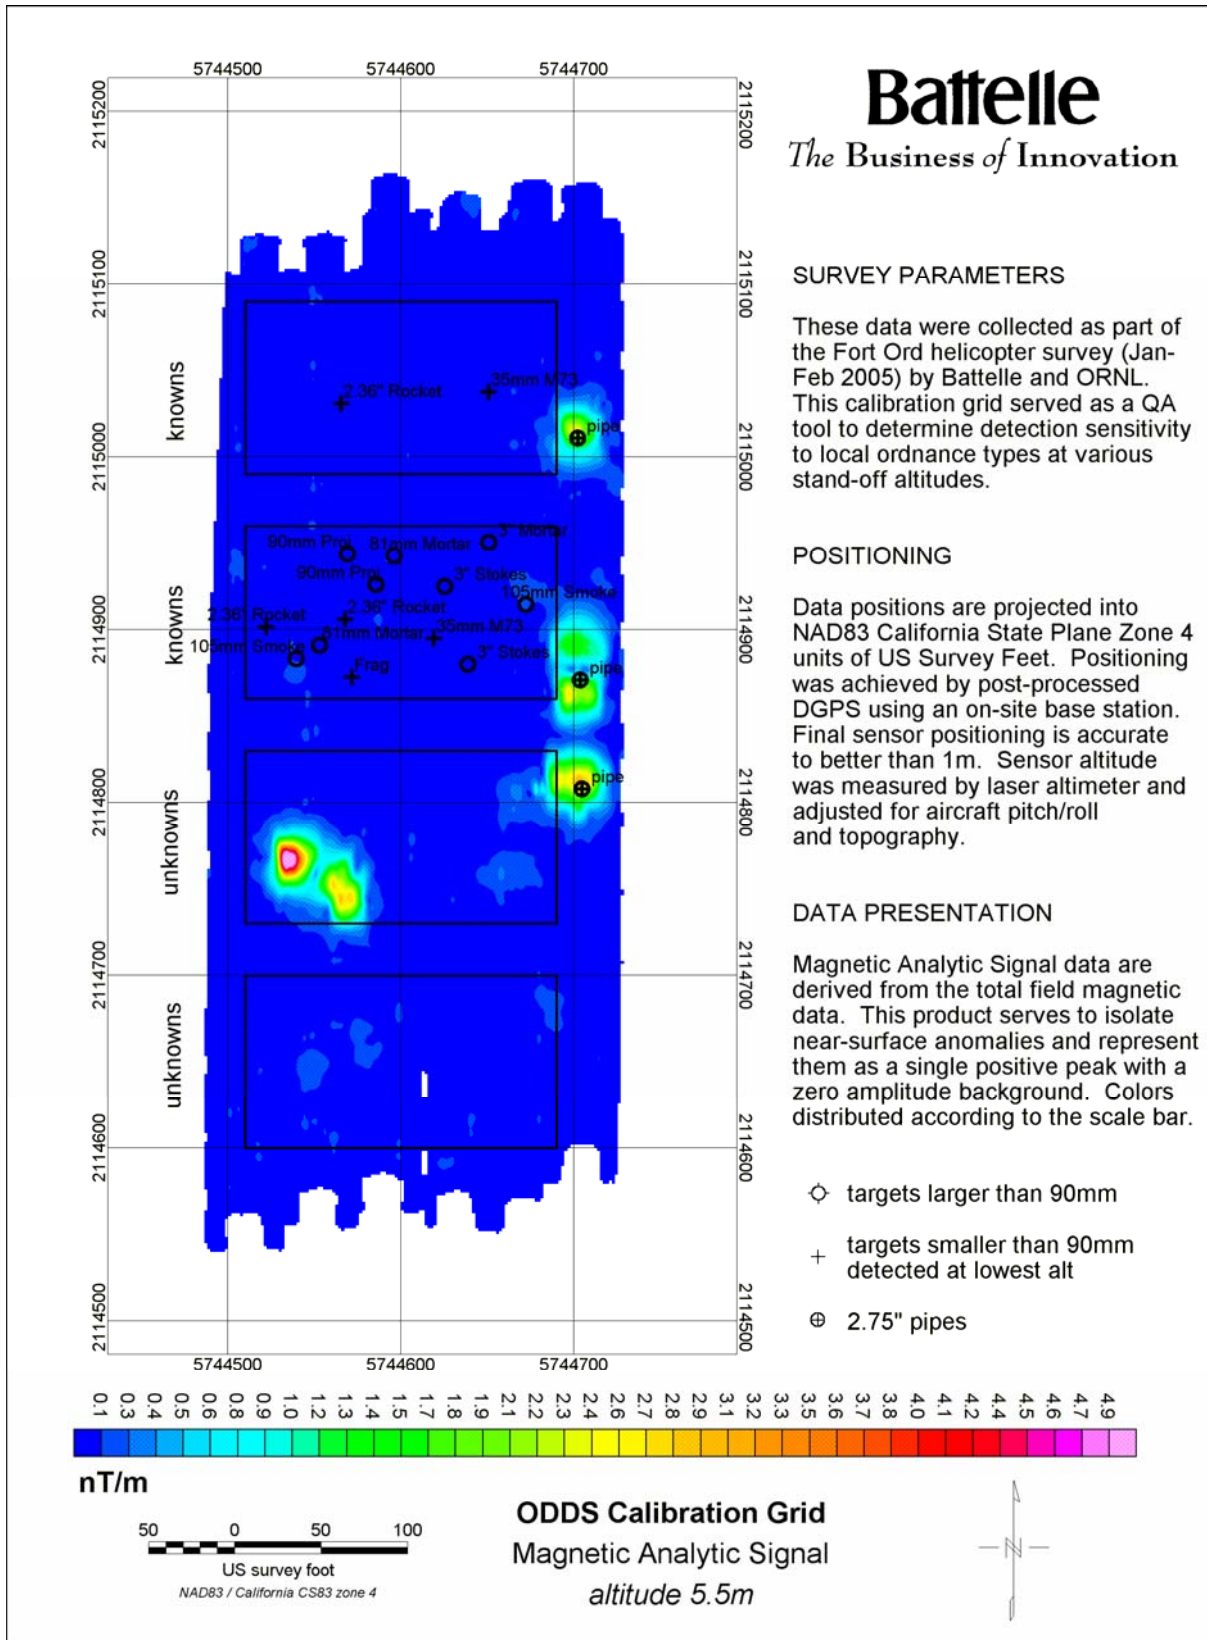 Battelle
The Business of Innovation
5744500
5744600
5744700
2115200
2115200
2115100
2115100
2115000
2115000
2114900
2114900
2114800
2114800
2114700
2114700
2114600
2114600
2114500
2114500
knowns
knowns
unknowns
unknowns
35mm M73
2.36" Rocket
pipe
3" Mortar
90mm Proj
81mm Mortar
90mm Proj
3" Stokes
105mm Smoke
2.36" Rocket
2.36" Rocket
35mm M73
81mm Mortar
105mm Smoke
3" Stokes
Frag
pipe
pipe
5744500
5744600
5744700
SURVEY PARAMETERS
These data were collected as part of
the Fort Ord helicopter survey (Jan-
Feb 2005) by Battelle and ORNL.
This calibration grid served as a QA
tool to determine detection sensitivity
to local ordnance types at various
stand-off altitudes.
POSITIONING
Data positions are projected into
NAD83 California State Plane Zone 4
units of US Survey Feet. Positioning
was achieved by post-processed
DGPS using an on-site base station.
Final sensor positioning is accurate
to better than 1m. Sensor altitude
was measured by laser altimeter and
adjusted for aircraft pitch/roll
and topography.
DATA PRESENTATION
Magnetic Analytic Signal data are
derived from the total field magnetic
data. This product serves to isolate
near-surface anomalies and represent
them as a single positive peak with a
zero amplitude background. Colors
distributed according to the scale bar.
targets larger than 90mm
targets smaller than 90mm
detected at lowest alt
2.75" pipes
0.1 0.3 0.4 0.5 0.6 0.7 0.9 1.0 1.2 1.3 1.4 1.5 1.7 1.8 1.9 2.1 2.2 2.3 2.4 2.6 2.7 2.8 2.9 3.1 3.2 3.3 3.5 3.6 3.7 3.8 4.0 4.1 4.2 4.4 4.5 4.6 4.7 4.9
nT/m
50 0 50 100
US survey foot
NAD83 / California CS83 zone 4
ODDS Calibration Grid
Magnetic Analytic Signal
altitude 5.5m
N